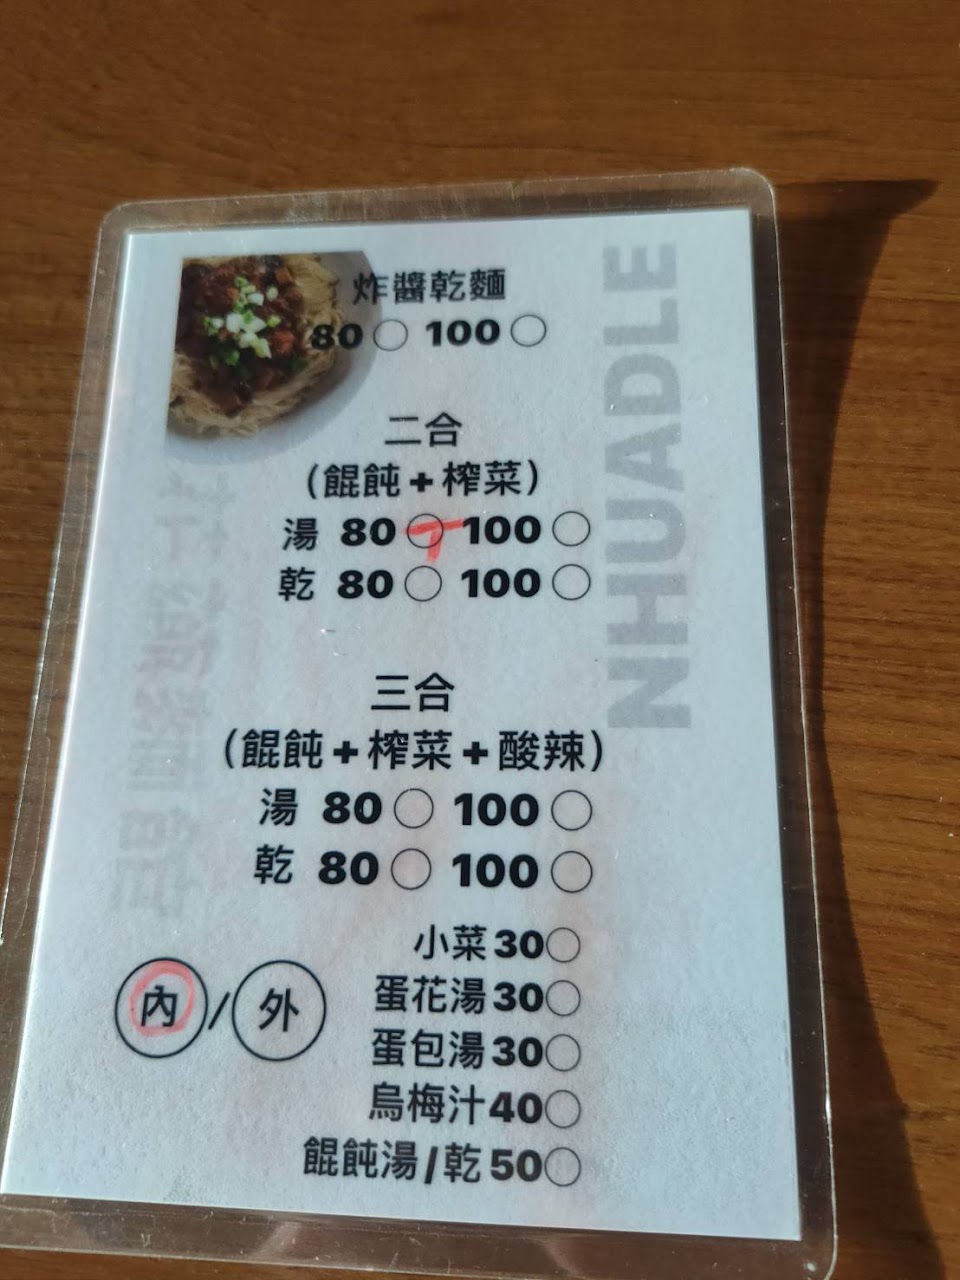 炸醬乾麵
80○ 100○
二合
(餛飩+榨菜)
湯 80○ 100○
乾 80○ 100○
三合
(餛飩+榨菜+酸辣)
湯 80○ 100○
乾 80○ 100○
小菜30○
蛋花湯30○
蛋包湯30○
烏梅汁40○
餛飩湯/乾50○
內/外
NHUADLE